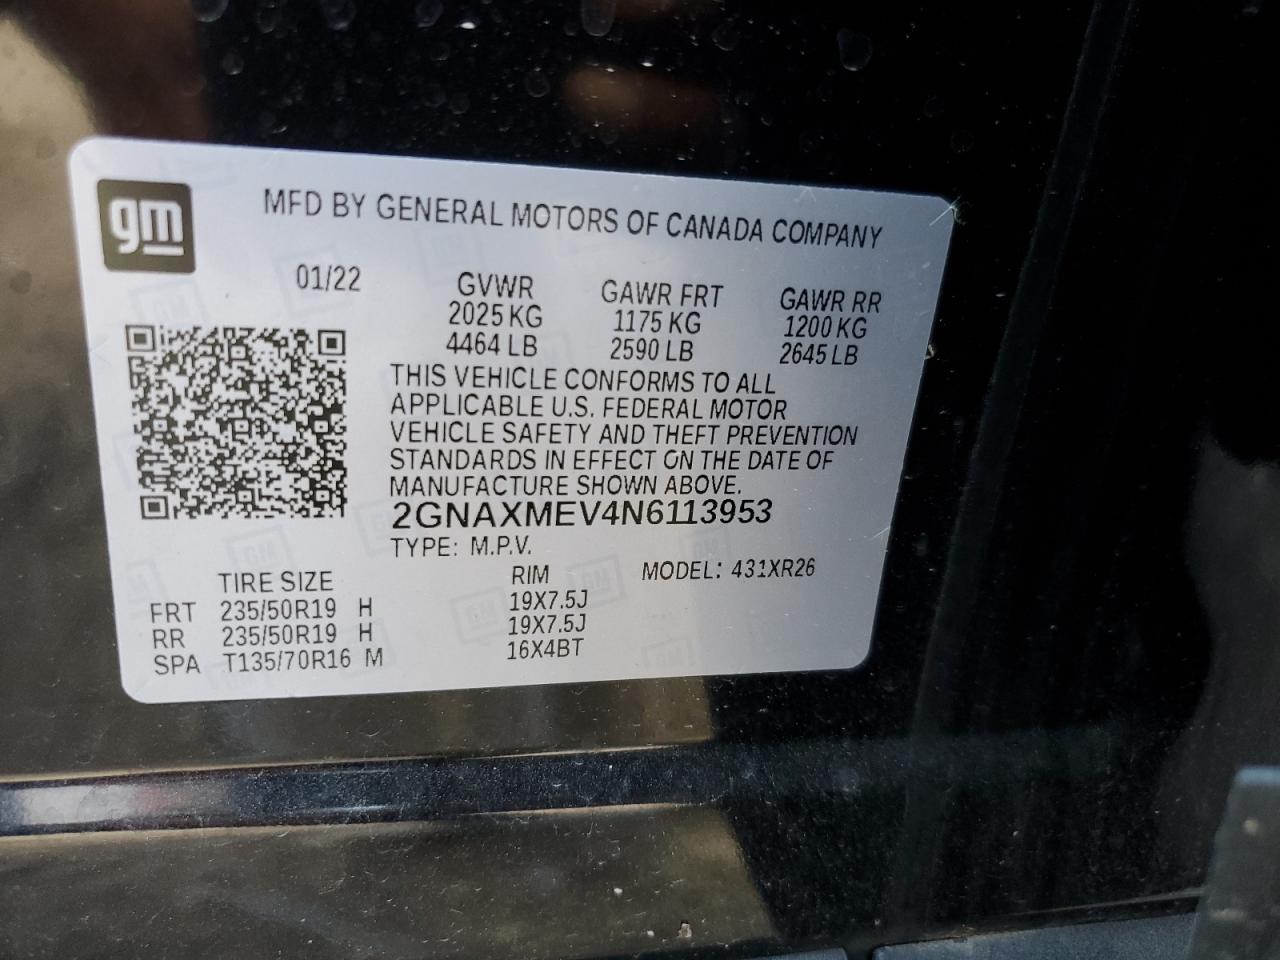 gm
MFD BY GENERAL MOTORS OF CANADA COMPANY
01/22 GVWR GAWR FRT GAWR RR
2025 KG 1175 KG 1200 KG
4464 LB 2590 LB 2645 LB
THIS VEHICLE CONFORMS TO ALL
APPLICABLE U.S. FEDERAL MOTOR
VEHICLE SAFETY AND THEFT PREVENTION
STANDARDS IN EFFECT ON THE DATE OF
MANUFACTURE SHOWN ABOVE.
2GNAXMEV4N6113953
TYPE: M.P.V.
TIRE SIZE RIM MODEL: 431XR26
FRT 235/50R19 H 19X7.5J
RR 235/50R19 H 19X7.5J
SPA T135/70R16 M 16X4BT